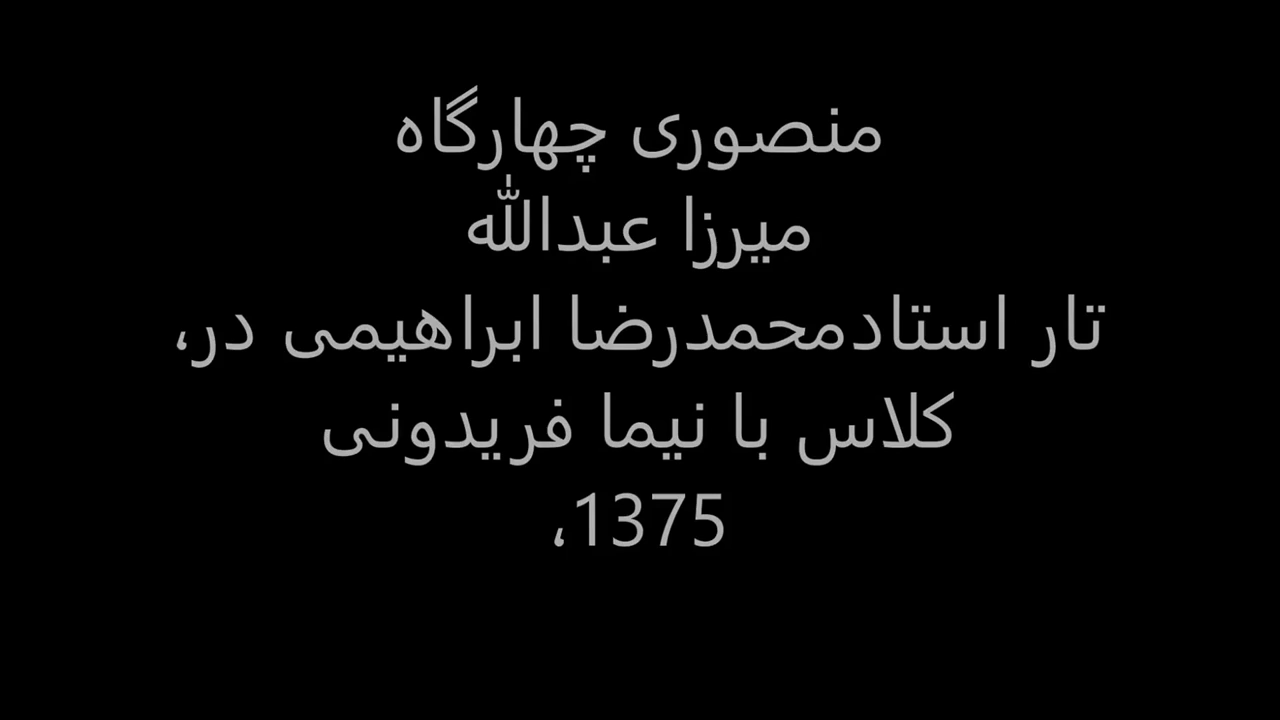 منصوری چهارگاه
میرزا عبدالله
تار استادمحمدرضا ابراهیمی در،
کلاس با نیما فریدونی
1375،